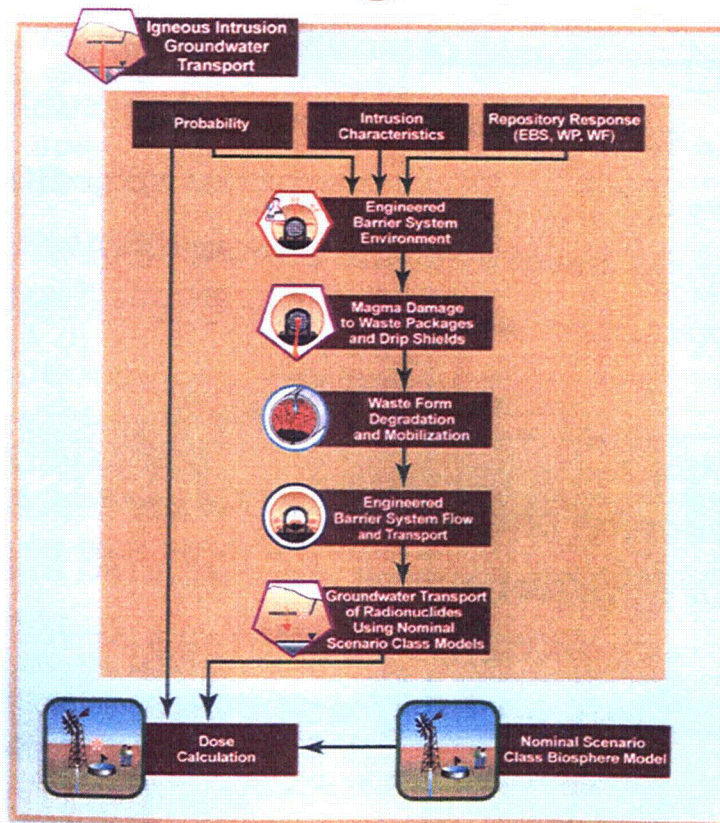 Igneous Intrusion
Groundwater
Transport
Probability
Intrusion
Characteristics
Repository Response
(EBS, WP, WF)
Engineered
Barrier System
Environment
Magma Damage
to Waste Packages
and Drip Shields
Waste Form
Degradation
and Mobilization
Engineered
Barrier System Flow
and Transport
Groundwater Transport
of Radionuclides
Using Nominal
Scenario Class Models
Dose
Calculation
Nominal Scenario
Class Biosphere Model